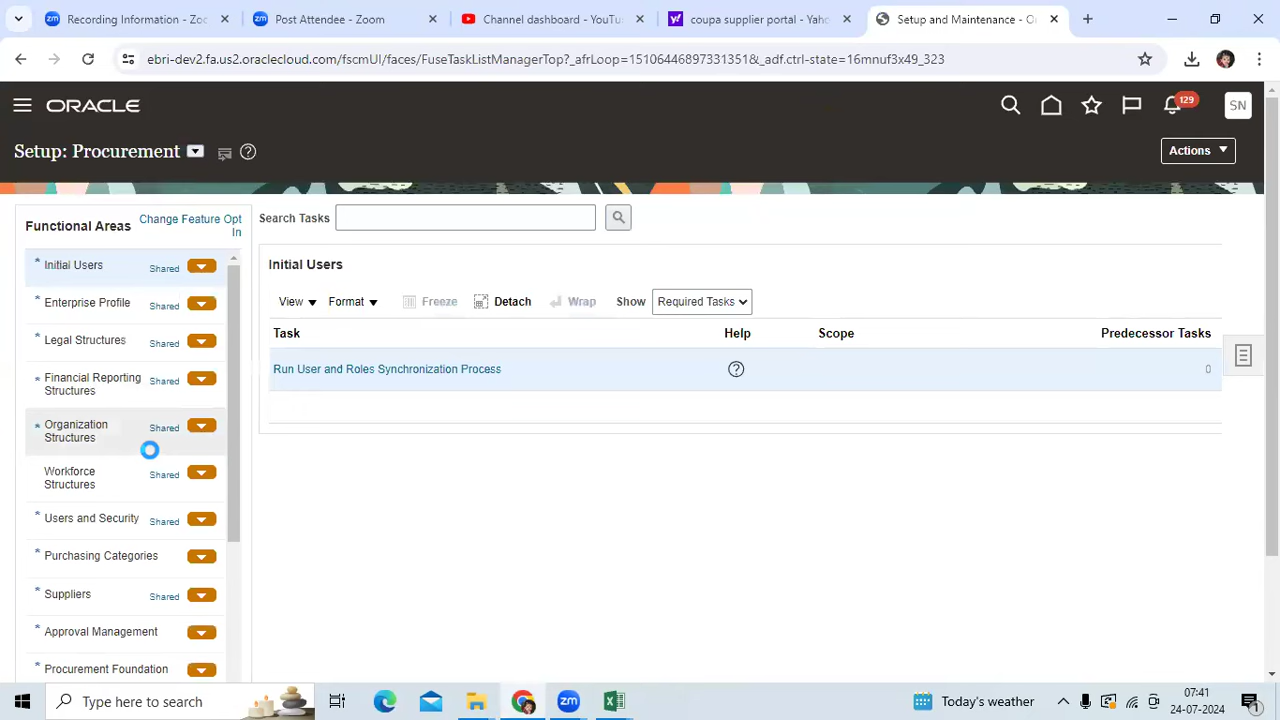 Recording Information - Zoo
Post Attendee - Zoom
Channel dashboard - YouTu
coupa supplier portal - Yaho
Setup and Maintenance - O
ebri-dev2.fa.us2.oraclecloud.com/fscmUI/faces/FuseTaskListManagerTop?_afrLoop=15106446897331351&_adf.ctrl-state=16mnuf3x49_323
ORACLE
129
SN
Setup: Procurement
Actions
Functional Areas
Change Feature Opt
In
Search Tasks
Initial Users Shared
Enterprise Profile Shared
Legal Structures Shared
Financial Reporting
Structures
Shared
Organization
Structures
Shared
Workforce
Structures
Shared
Users and Security Shared
Purchasing Categories
Suppliers Shared
Approval Management
Procurement Foundation
Initial Users
View Format Freeze Detach Wrap Show Required Tasks
Task Help Scope Predecessor Tasks
Run User and Roles Synchronization Process
Type here to search
Today's weather
07:41
24-07-2024
1